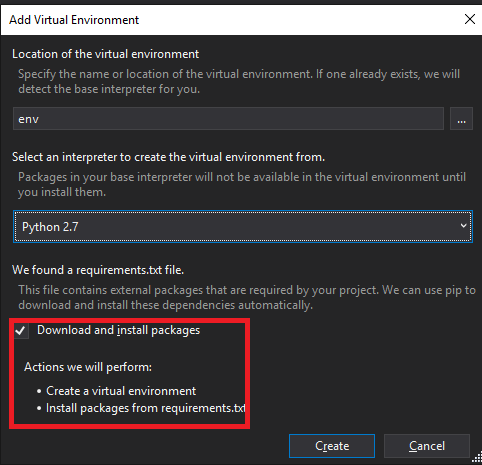 Add Virtual Environment
Location of the virtual environment
Specify the name or location of the virtual environment. If one already exists, we will
detect the base interpreter for you.
env
...
Select an interpreter to create the virtual environment from.
Packages in your base interpreter will not be available in the virtual environment until
you install them.
Python 2.7
We found a requirements.txt file.
This file contains external packages that are required by your project. We can use pip to
download and install these dependencies automatically.
Download and install packages
Actions we will perform:
• Create a virtual environment
• Install packages from requirements.txt
Create
Cancel